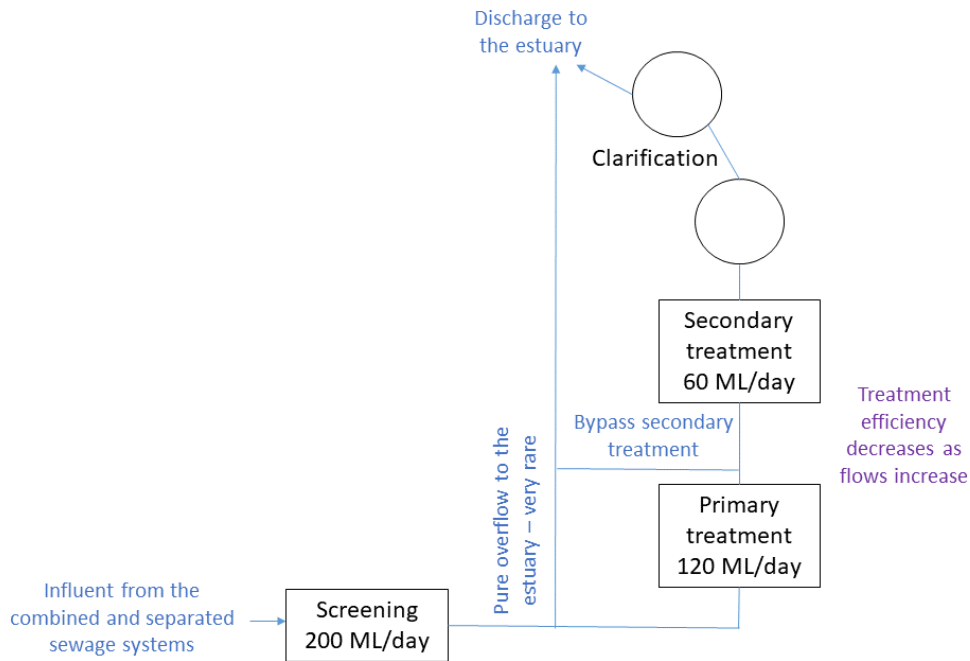 Discharge to
the estuary
Clarification
Secondary
treatment
60 ML/day
Treatment
efficiency
decreases as
flows increase
Bypass secondary
treatment
Pure overflow to the
estuary – very rare
Primary
treatment
120 ML/day
Influent from the
combined and separated
sewage systems
Screening
200 ML/day